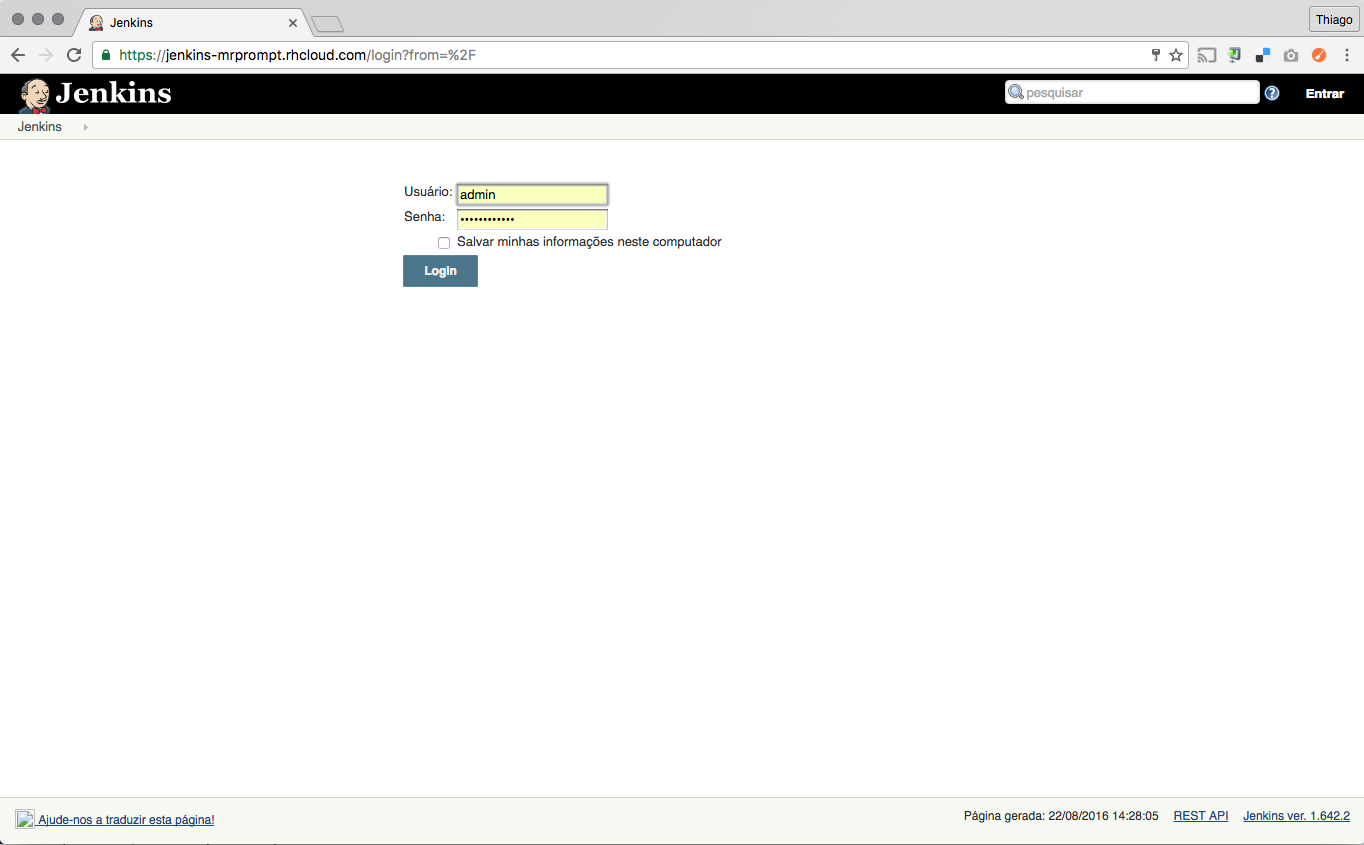 Jenkins
Thiago
https://jenkins-mrprompt.rhcloud.com/login?from=%2F
Jenkins
pesquisar
?
Entrar
Jenkins
Usuário: admin
Senha: ••••••••••••
Salvar minhas informações neste computador
Login
Ajude-nos a traduzir esta página!
Página gerada: 22/08/2016 14:28:05 REST API Jenkins ver. 1.642.2